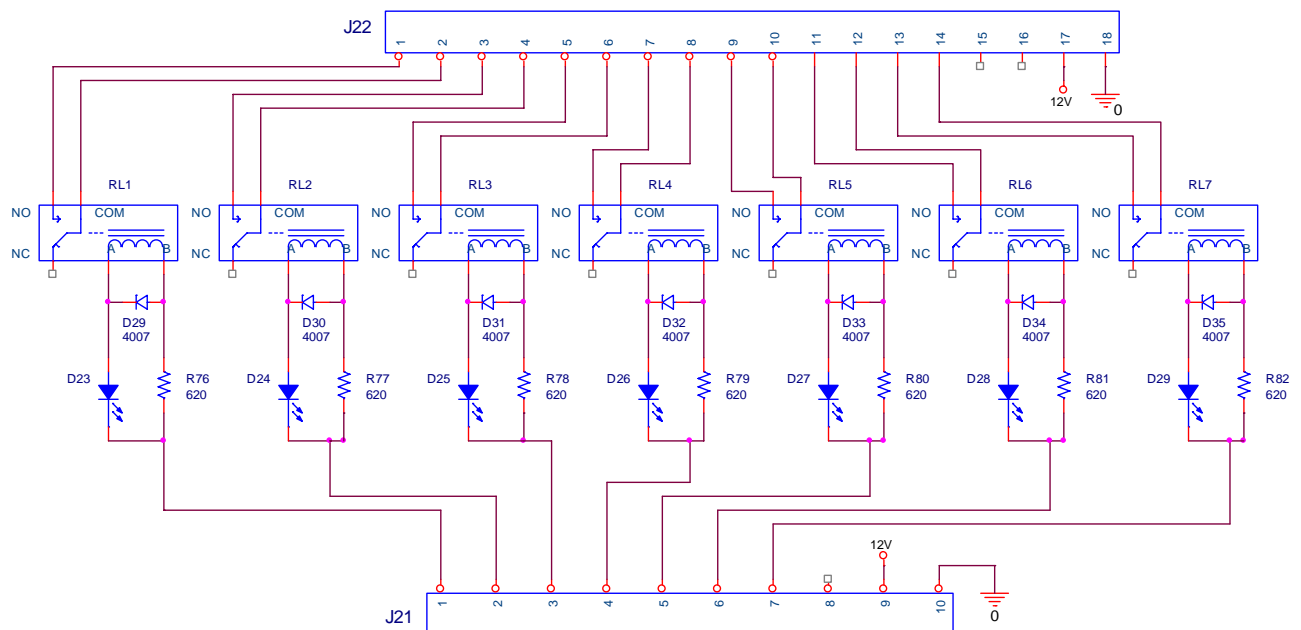 J22
1 2 3 4 5 6 7 8 9 10 11 12 13 14 15 16 17 18
12V
0
RL1 RL2 RL3 RL4 RL5 RL6 RL7
NO COM NO COM NO COM NO COM NO COM NO COM NO COM
NC A B NC A B NC A B NC A B NC A B NC A B NC A B
D29 D30 D31 D32 D33 D34 D35
4007 4007 4007 4007 4007 4007 4007
D23 R76 D24 R77 D25 R78 D26 R79 D27 R80 D28 R81 D29 R82
620 620 620 620 620 620 620
12V
1 2 3 4 5 6 7 8 9 10
0
J21